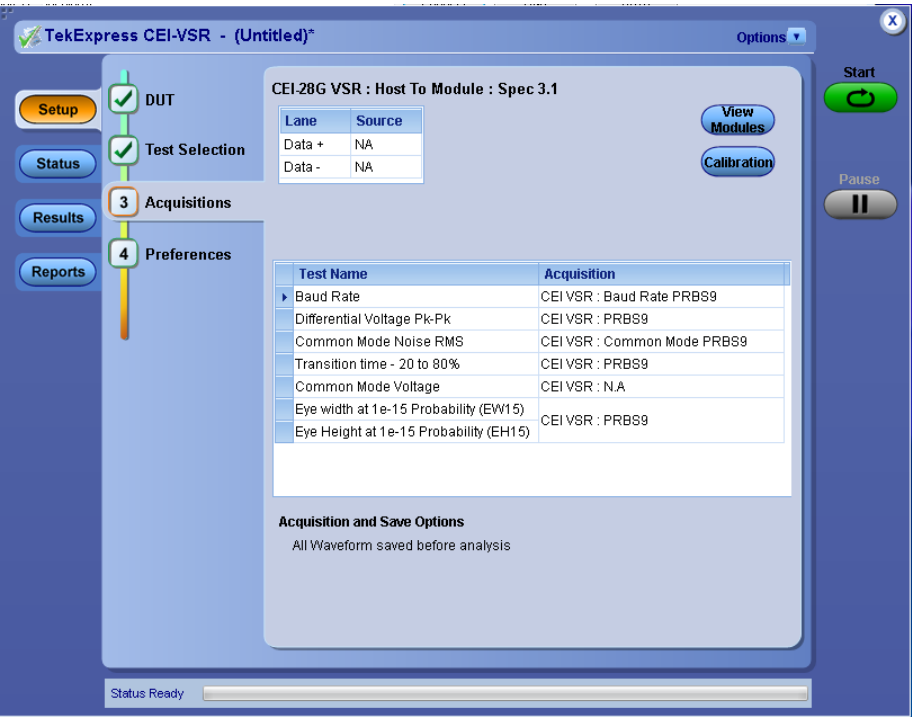 TekExpress CEI-VSR - (Untitled)*
Options
X
Setup
Status
Results
Reports
DUT
Test Selection
3 Acquisitions
4 Preferences
CEI-28G VSR : Host To Module : Spec 3.1
Lane Source
Data + NA
Data - NA
View
Modules
Calibration
Start
Pause
Test Name Acquisition
Baud Rate CEI VSR : Baud Rate PRBS9
Differential Voltage Pk-Pk CEI VSR : PRBS9
Common Mode Noise RMS CEI VSR : Common Mode PRBS9
Transition time - 20 to 80% CEI VSR : PRBS9
Common Mode Voltage CEI VSR : N.A
Eye width at 1e-15 Probability (EW15)
CEI VSR : PRBS9
Eye Height at 1e-15 Probability (EH15)
Acquisition and Save Options
All Waveform saved before analysis
Status Ready